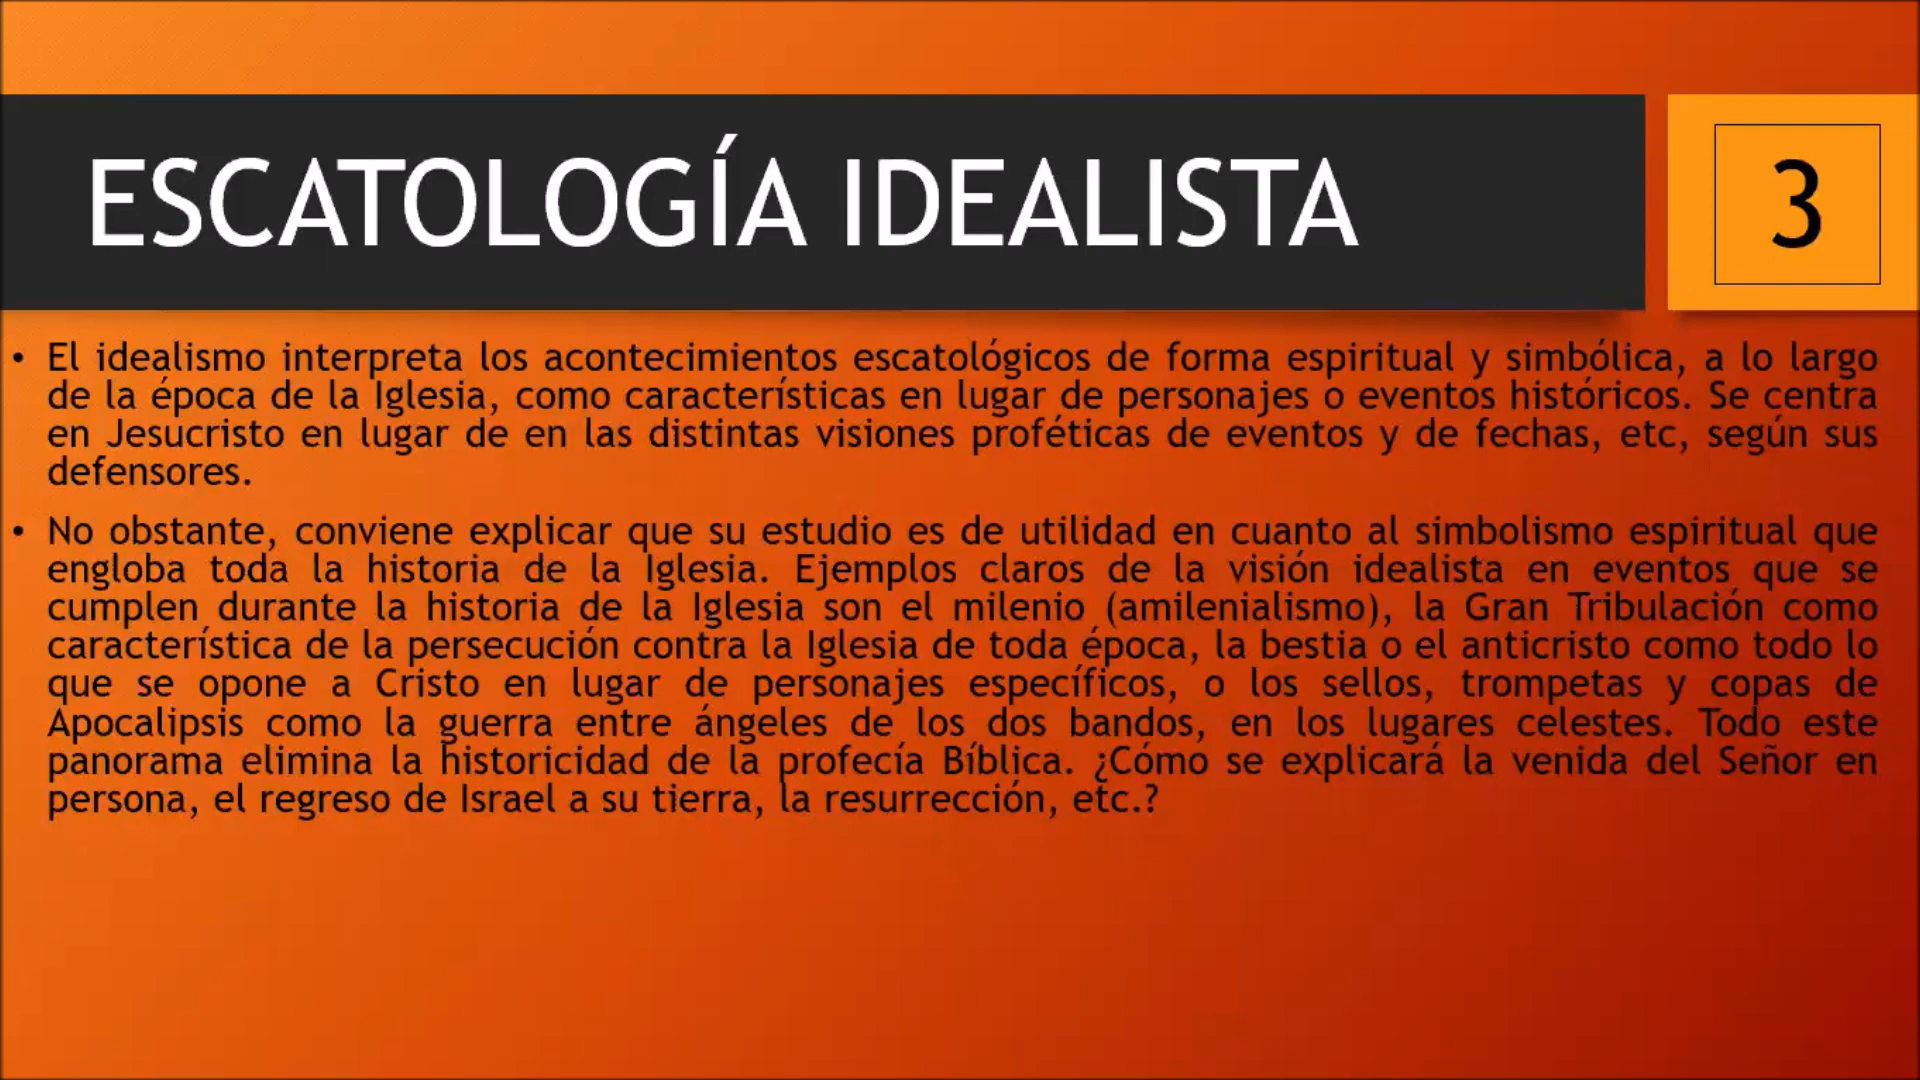 ESCATOLOGÍA IDEALISTA
3
• El idealismo interpreta los acontecimientos escatológicos de forma espiritual y simbólica, a lo largo
de la época de la Iglesia, como características en lugar de personajes o eventos históricos. Se centra
en Jesucristo en lugar de en las distintas visiones proféticas de eventos y de fechas, etc, según sus
defensores.
• No obstante, conviene explicar que su estudio es de utilidad en cuanto al simbolismo espiritual que
engloba toda la historia de la Iglesia. Ejemplos claros de la visión idealista en eventos que se
cumplen durante la historia de la Iglesia son el milenio (amilenialismo), la Gran Tribulación como
característica de la persecución contra la Iglesia de toda época, la bestia o el anticristo como todo lo
que se opone a Cristo en lugar de personajes específicos, o los sellos, trompetas y copas de
Apocalipsis como la guerra entre ángeles de los dos bandos, en los lugares celestes. Todo este
panorama elimina la historicidad de la profecía Bíblica. ¿Cómo se explicará la venida del Señor en
persona, el regreso de Israel a su tierra, la resurrección, etc.?